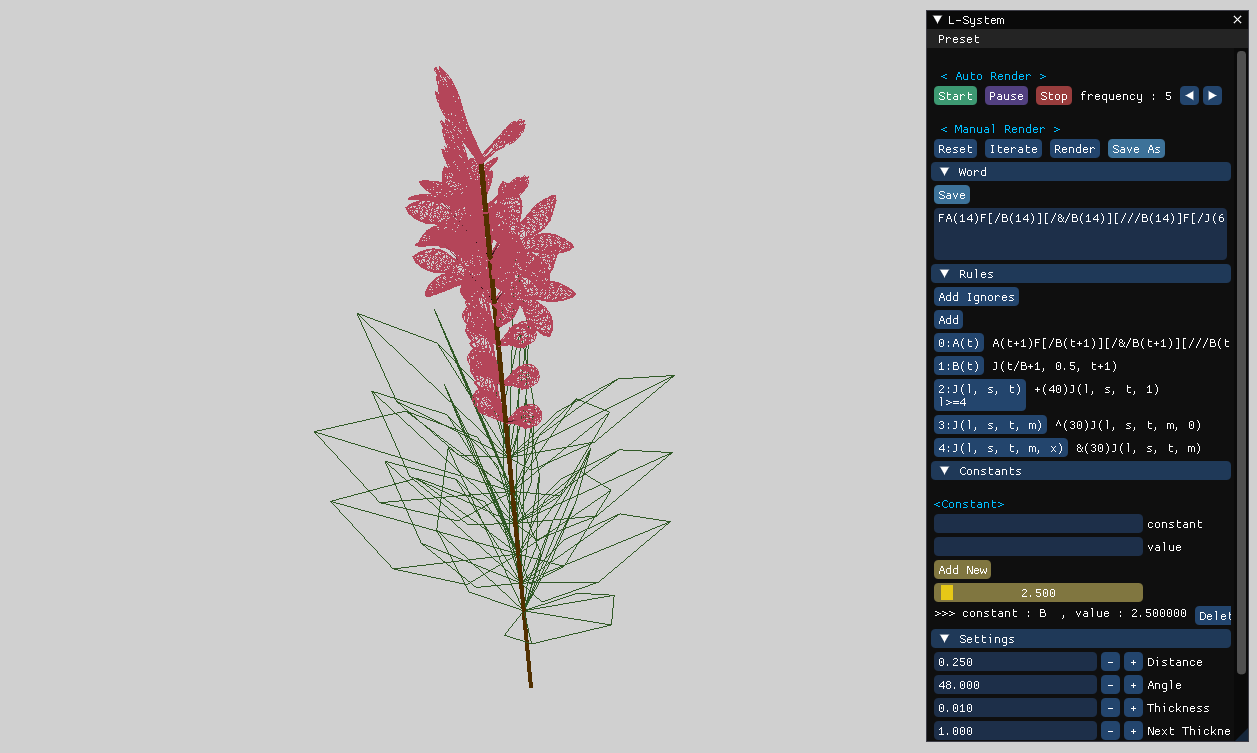 L-System
Preset
< Auto Render >
Start Pause Stop frequency : 5
< Manual Render >
Reset Iterate Render Save As
Word
Save
FA(14)F[/B(14)][/&/B(14)][///B(14)]F[/J(6
Rules
Add Ignores
Add
0:A(t) A(t+1)F[/B(t+1)][/&/B(t+1)][///B(t
1:B(t) J(t/B+1, 0.5, t+1)
2:J(l, s, t) +(40)J(l, s, t, 1)
l>=4
3:J(l, s, t, m) ^(30)J(l, s, t, m, 0)
4:J(l, s, t, m, x) &(30)J(l, s, t, m)
Constants
<Constant>
constant
value
Add New
2.500
>>> constant : B , value : 2.500000 Delet
Settings
0.250 - + Distance
48.000 - + Angle
0.010 - + Thickness
1.000 - + Next Thickne